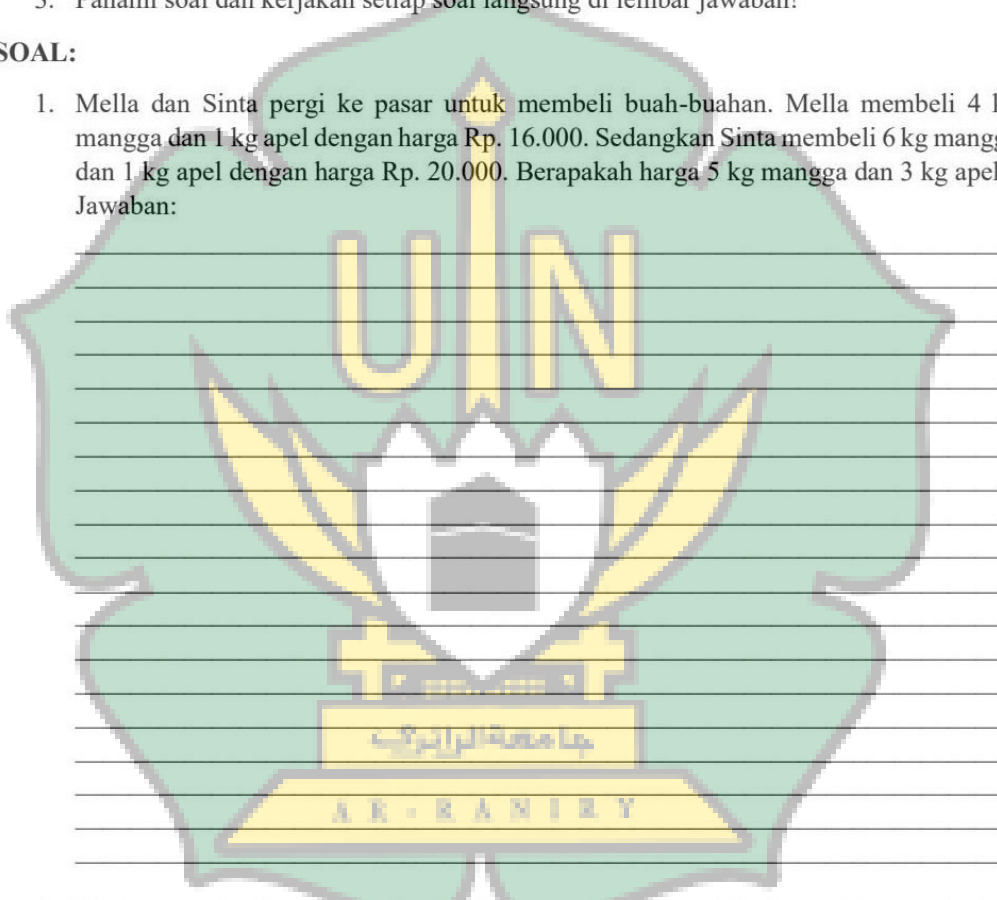 3. Pahami soal dan kerjakan setiap soal langsung di lembar jawaban!
SOAL:
1. Mella dan Sinta pergi ke pasar untuk membeli buah-buahan. Mella membeli 4
mangga dan 1 kg apel dengan harga Rp. 16.000. Sedangkan Sinta membeli 6 kg mangg
dan 1 kg apel dengan harga Rp. 20.000. Berapakah harga 5 kg mangga dan 3 kg apel
Jawaban:
UIN
جامعة الرانري
AR-RANIRY